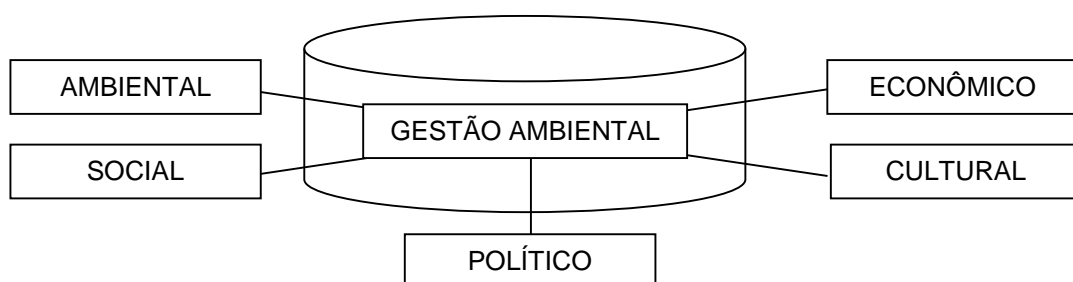 AMBIENTAL
ECONÔMICO
GESTÃO AMBIENTAL
SOCIAL
CULTURAL
POLÍTICO